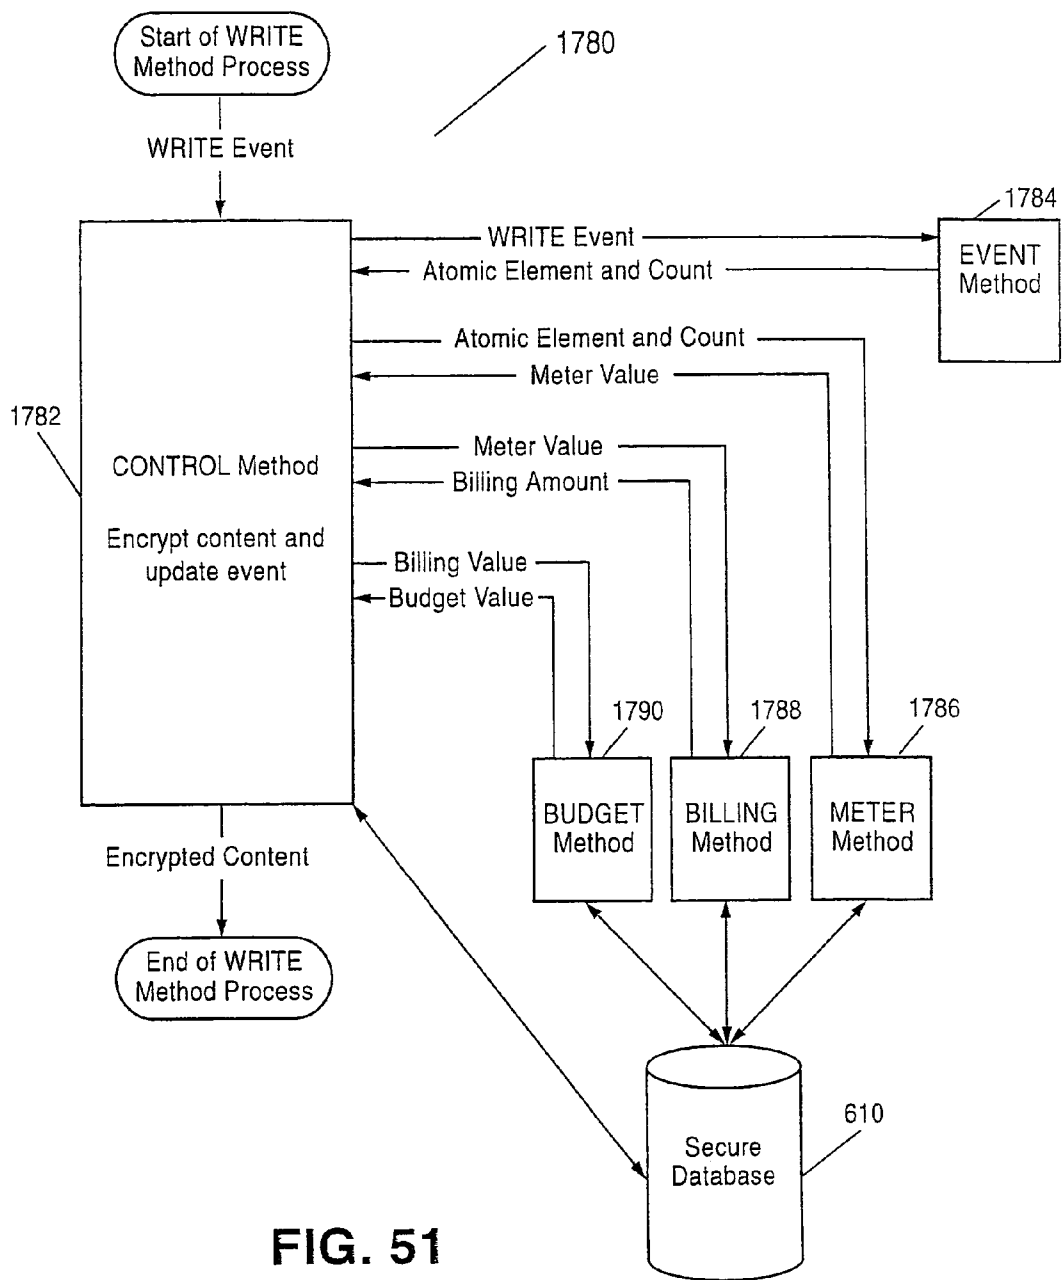 Start of WRITE
Method Process
1780
WRITE Event
1784
WRITE Event
EVENT
Method
Atomic Element and Count
Atomic Element and Count
Meter Value
1782
CONTROL Method
Encrypt content and
update event
Meter Value
Billing Amount
Billing Value
Budget Value
1790
1788
1786
BUDGET
Method
BILLING
Method
METER
Method
Encrypted Content
End of WRITE
Method Process
Secure
Database
610
FIG. 51